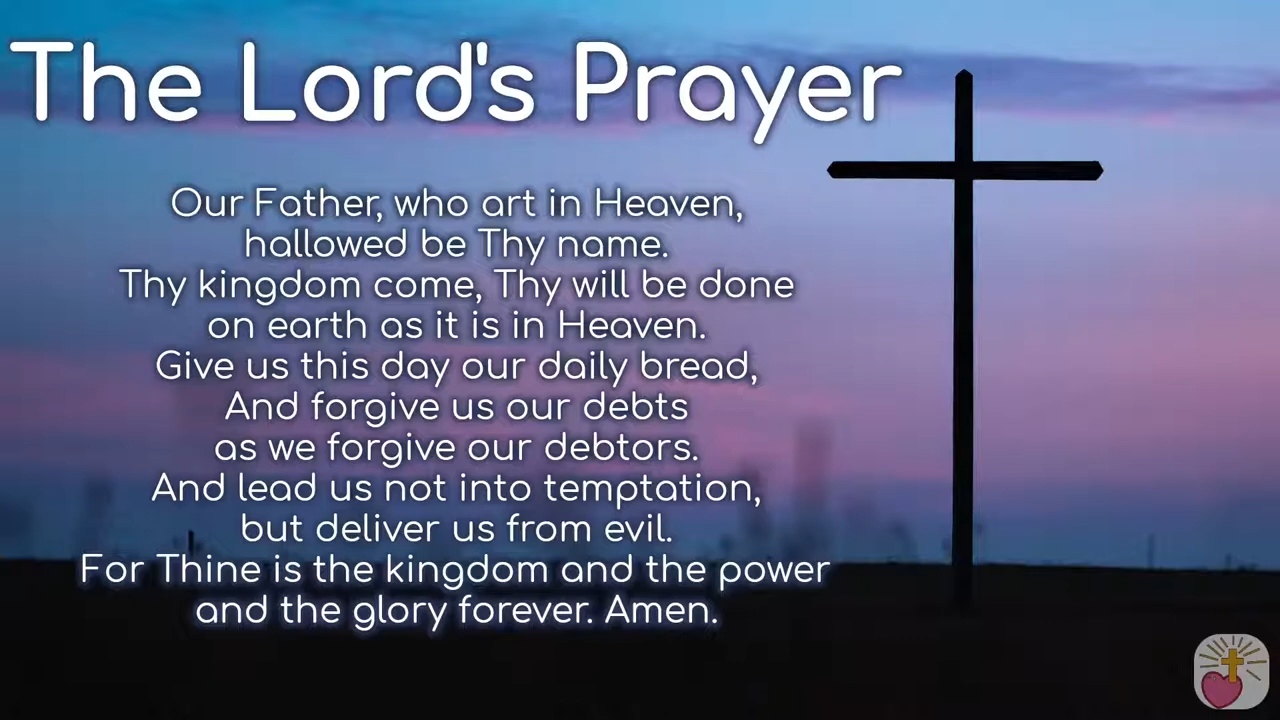 The Lord's Prayer
Our Father, who art in Heaven,
hallowed be Thy name.
Thy kingdom come, Thy will be done
on earth as it is in Heaven.
Give us this day our daily bread,
And forgive us our debts
as we forgive our debtors.
And lead us not into temptation,
but deliver us from evil.
For Thine is the kingdom and the power
and the glory forever. Amen.